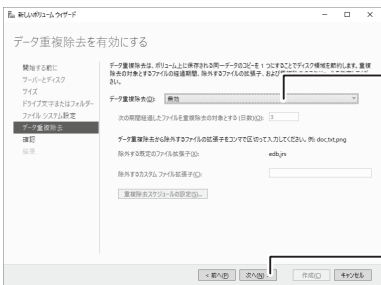 新しいボリューム ウィザード
データ重複除去を有効にする
開始する前に
サーバーとディスク
サイズ
ドライブ文字またはフォルダー
ファイル システム設定
データ重複除去
確認
結果
データ重複除去は、ボリューム上に保存される同一データのコピーを 1 つにすることでディスク領域を節約します。重複
除去の対象とするファイルの経過期間、除外するファイルの拡張子、および
データ重複除去(D): 無効
次の期間経過したファイルを重複除去の対象とする (日数)(Q): 3
データ重複除去から除外するファイルの拡張子をコンマで区切って入力してください。例: doc,txt,png
除外する既定のファイル拡張子(X): edb,jrs
除外するカスタム ファイル拡張子(C):
重複除去スケジュールの設定(S)...
< 前へ(P) 次へ(N) > 作成(C) キャンセル